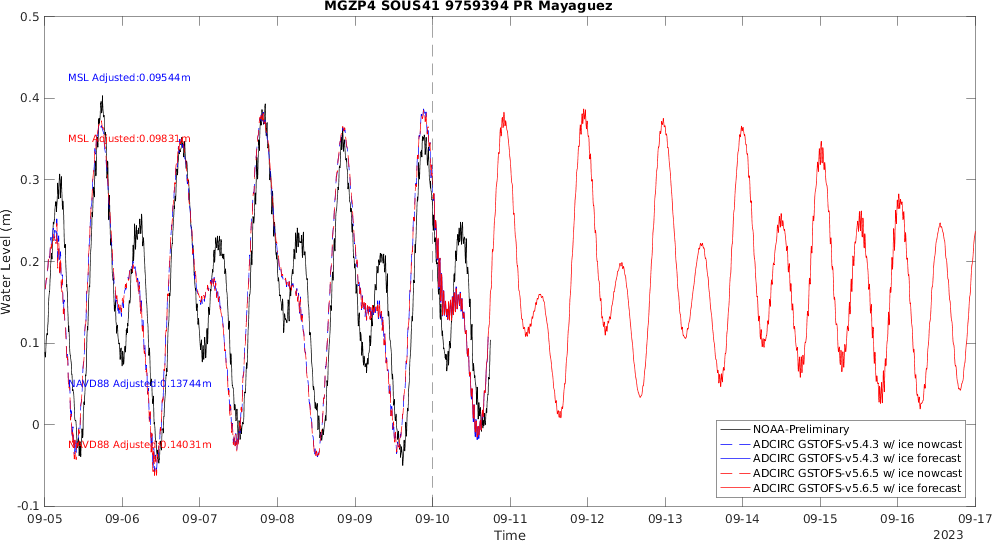 MGZP4 SOUS41 9759394 PR Mayaguez
0.5
0.4
0.3
0.2
0.1
0
-0.1
Water Level (m)
MSL Adjusted:0.09544m
MSL Adjusted:0.09831m
NAVD88 Adjusted:0.13744m
NAVD88 Adjusted:0.14031m
NOAA-Preliminary
ADCIRC GSTOFS-v5.4.3 w/ ice nowcast
ADCIRC GSTOFS-v5.4.3 w/ ice forecast
ADCIRC GSTOFS-v5.6.5 w/ ice nowcast
ADCIRC GSTOFS-v5.6.5 w/ ice forecast
09-05 09-06 09-07 09-08 09-09 09-10 09-11 09-12 09-13 09-14 09-15 09-16 09-17
Time
2023